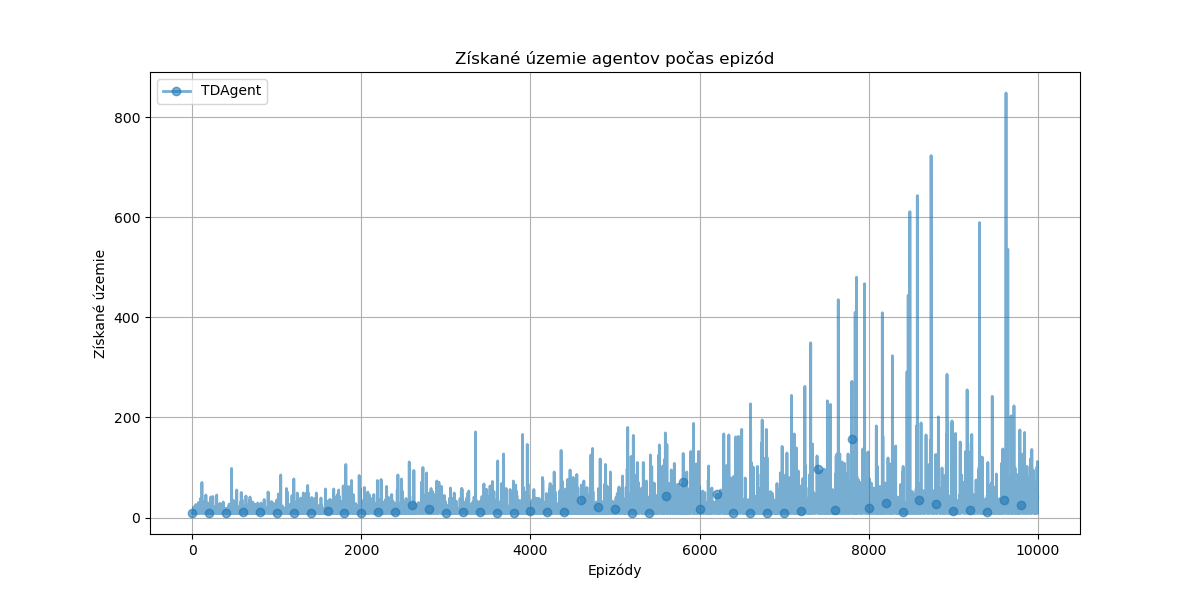 Získané územie agentov počas epizód
TDAgent
Získané územie
800
600
400
200
0
0 2000 4000 6000 8000 10000
Epizódy